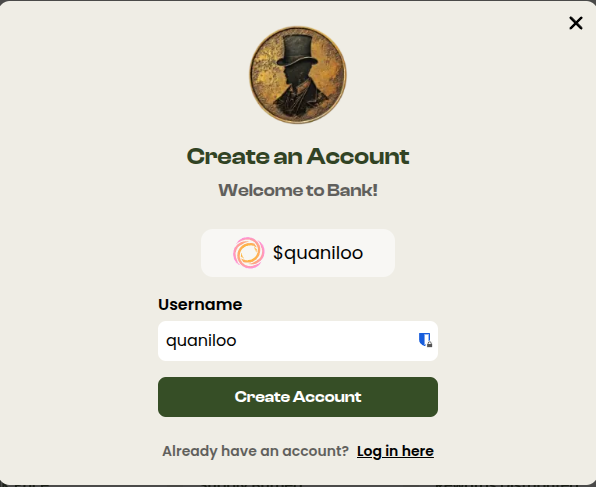 Create an Account
Welcome to Bank!
$quaniloo
Username
quaniloo
Create Account
Already have an account? Log in here